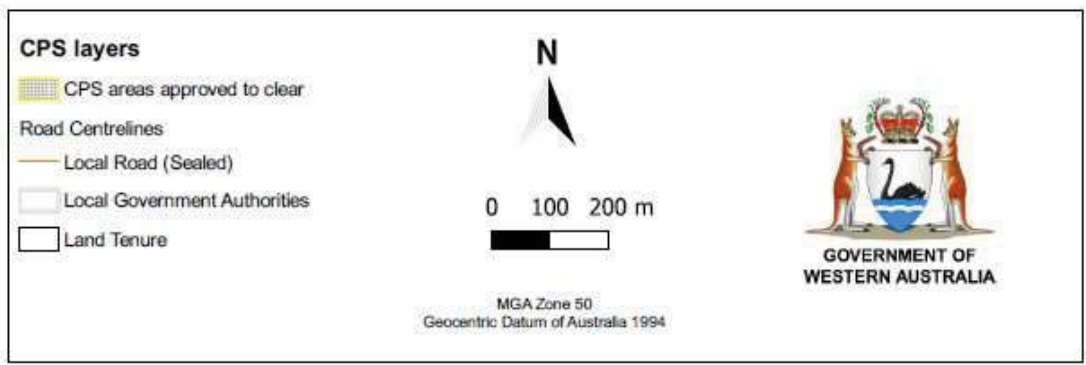 CPS layers
CPS areas approved to clear
Road Centrelines
Local Road (Sealed)
Local Government Authorities
Land Tenure
N
0 100 200 m
MGA Zone 50
Geocentric Datum of Australia 1994
GOVERNMENT OF
WESTERN AUSTRALIA